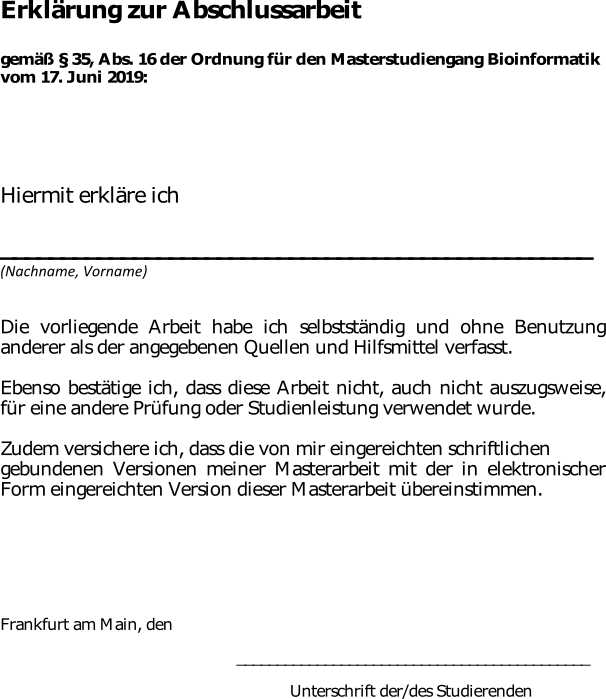 Erklärung zur Abschlussarbeit
gemäß § 35, Abs. 16 der Ordnung für den Masterstudiengang Bioinformatik
vom 17. Juni 2019:
Hiermit erkläre ich
(Nachname, Vorname)
Die vorliegende Arbeit habe ich selbstständig und ohne Benutzung
anderer als der angegebenen Quellen und Hilfsmittel verfasst.
Ebenso bestätige ich, dass diese Arbeit nicht, auch nicht auszugsweise,
für eine andere Prüfung oder Studienleistung verwendet wurde.
Zudem versichere ich, dass die von mir eingereichten schriftlichen
gebundenen Versionen meiner Masterarbeit mit der in elektronischer
Form eingereichten Version dieser Masterarbeit übereinstimmen.
Frankfurt am Main, den
Unterschrift der/des Studierenden